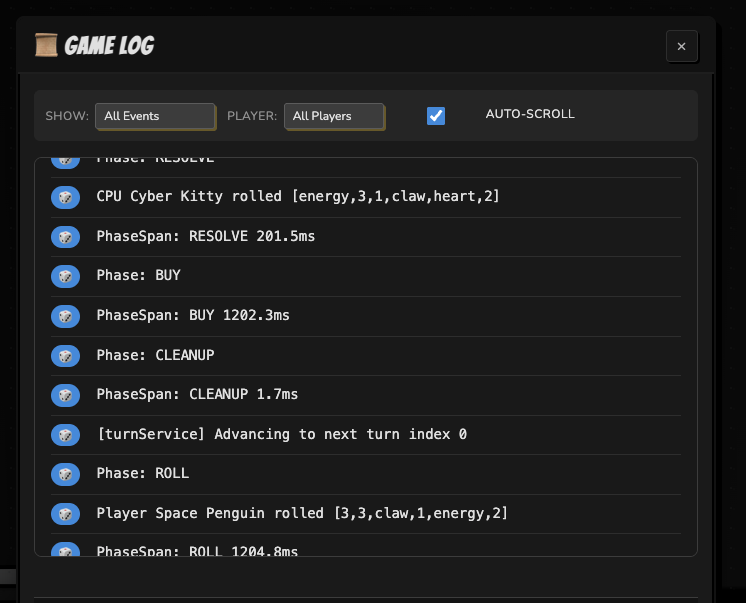 GAME LOG
×
SHOW: All Events PLAYER: All Players AUTO-SCROLL
Phase: RESOLVE
CPU Cyber Kitty rolled [energy,3,1,claw,heart,2]
PhaseSpan: RESOLVE 201.5ms
Phase: BUY
PhaseSpan: BUY 1202.3ms
Phase: CLEANUP
PhaseSpan: CLEANUP 1.7ms
[turnService] Advancing to next turn index 0
Phase: ROLL
Player Space Penguin rolled [3,3,claw,1,energy,2]
PhaseSpan: ROLL 1204.8ms